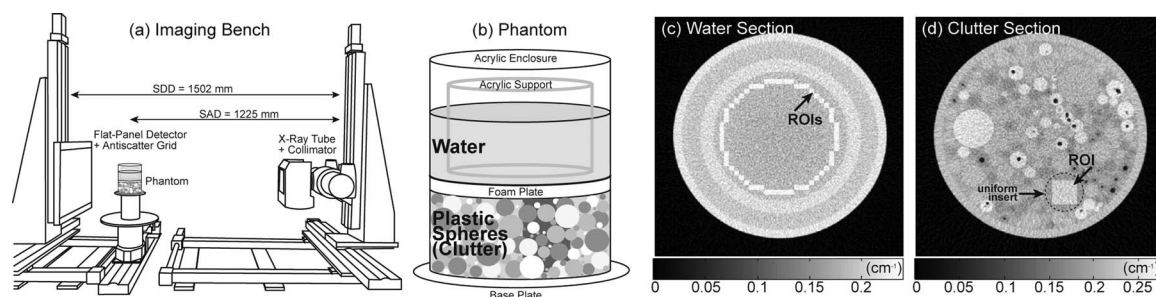 (a) Imaging Bench
SDD = 1502 mm
SAD = 1225 mm
Flat-Panel Detector
+ Antiscatter Grid
X-Ray Tube
+ Collimator
Phantom
(b) Phantom
Acrylic Enclosure
Acrylic Support
Water
Foam Plate
Plastic
Spheres
(Clutter)
Base Plate
(c) Water Section
ROIs
(cm⁻¹)
0 0.05 0.1 0.15 0.2
(d) Clutter Section
ROI
uniform
insert
(cm⁻¹)
0 0.05 0.1 0.15 0.2 0.25